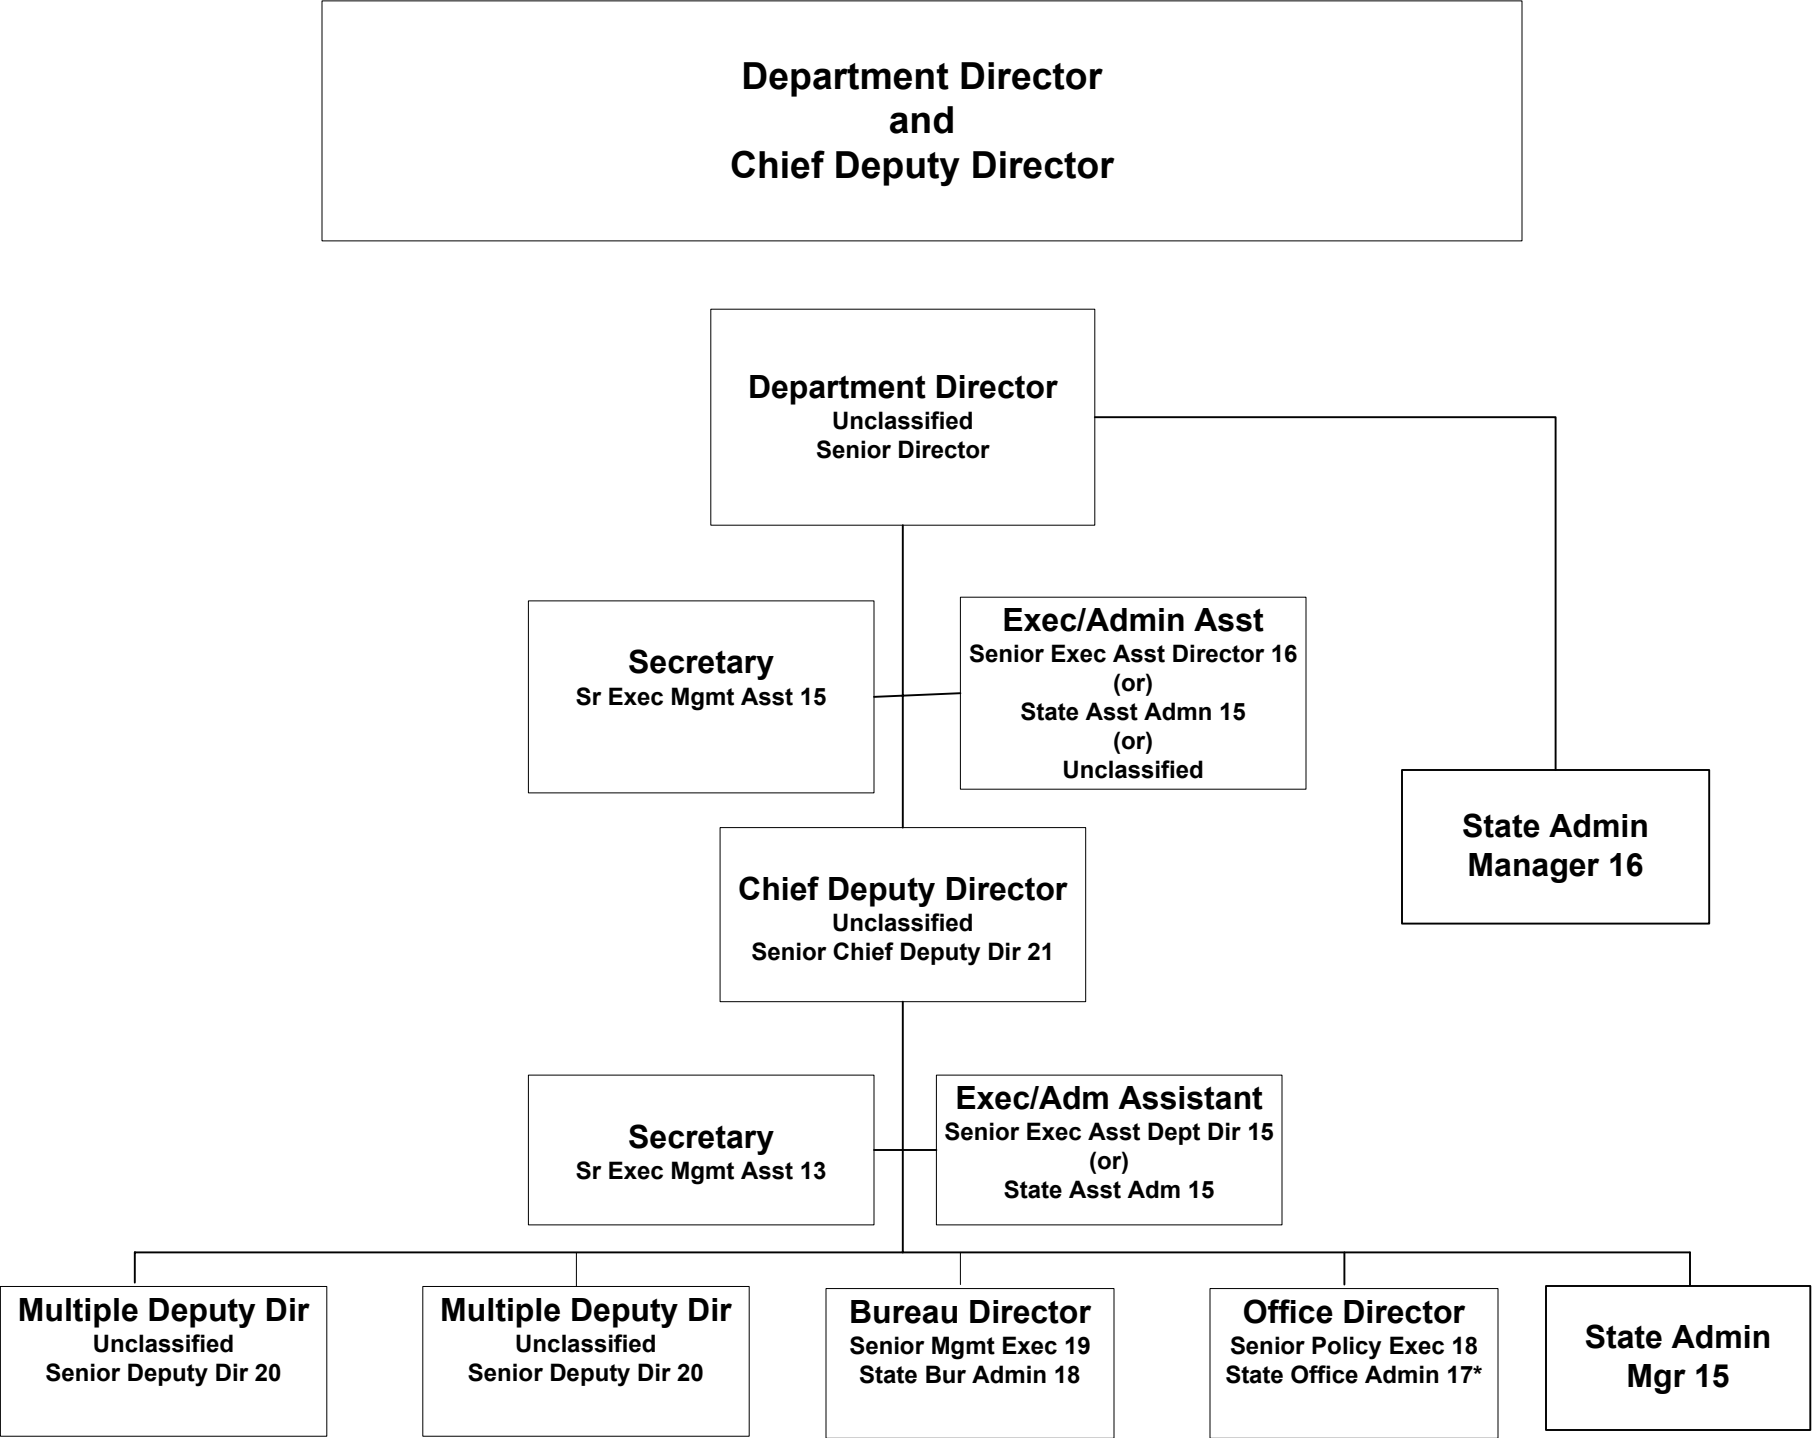 Department Director
and
Chief Deputy Director
Department Director
Unclassified
Senior Director
Secretary
Sr Exec Mgmt Asst 15
Exec/Admin Asst
Senior Exec Asst Director 16
(or)
State Asst Admn 15
(or)
Unclassified
State Admin
Manager 16
Chief Deputy Director
Unclassified
Senior Chief Deputy Dir 21
Secretary
Sr Exec Mgmt Asst 13
Exec/Adm Assistant
Senior Exec Asst Dept Dir 15
(or)
State Asst Adm 15
Multiple Deputy Dir
Unclassified
Senior Deputy Dir 20
Multiple Deputy Dir
Unclassified
Senior Deputy Dir 20
Bureau Director
Senior Mgmt Exec 19
State Bur Admin 18
Office Director
Senior Policy Exec 18
State Office Admin 17*
State Admin
Mgr 15